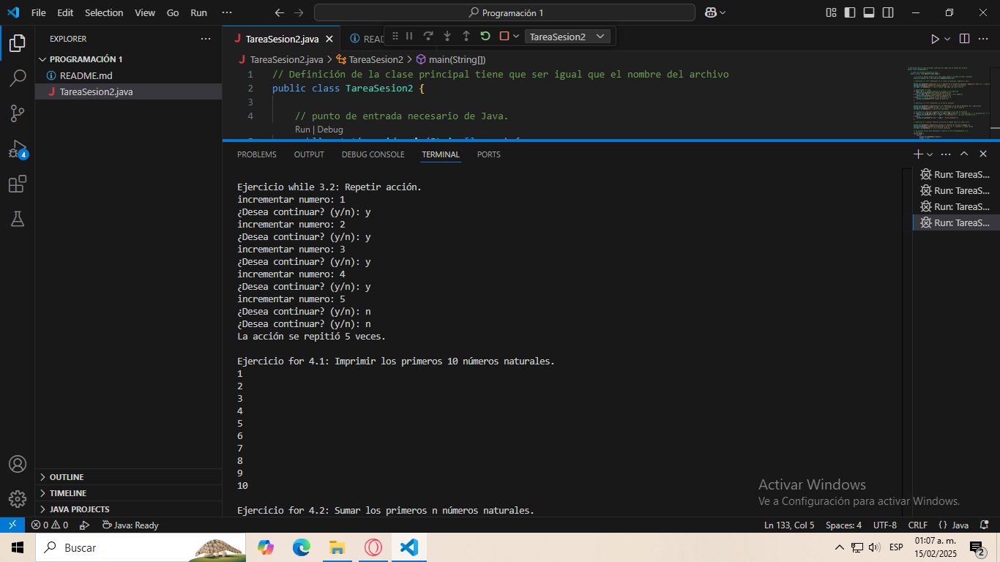 File Edit Selection View Go Run ··· Programación 1
EXPLORER ···
TareaSesion2.java
TareaSesion2
PROGRAMACIÓN 1
README.md
TareaSesion2.java
TareaSesion2.java > TareaSesion2 > main(String[])
1 // Definición de la clase principal tiene que ser igual que el nombre del archivo
2 public class TareaSesion2 {
3
4 // punto de entrada necesario de Java.
Run | Debug
PROBLEMS OUTPUT DEBUG CONSOLE TERMINAL PORTS
Ejercicio while 3.2: Repetir acción.
incrementar numero: 1
¿Desea continuar? (y/n): y
incrementar numero: 2
¿Desea continuar? (y/n): y
incrementar numero: 3
¿Desea continuar? (y/n): y
incrementar numero: 4
¿Desea continuar? (y/n): y
incrementar numero: 5
¿Desea continuar? (y/n): n
¿Desea continuar? (y/n): n
La acción se repitió 5 veces.
Ejercicio for 4.1: Imprimir los primeros 10 números naturales.
1
2
3
4
5
6
7
8
9
10
Ejercicio for 4.2: Sumar los primeros n números naturales.
Run: TareaS...
Run: TareaS...
Run: TareaS...
Run: TareaS...
4
OUTLINE
TIMELINE
JAVA PROJECTS
Activar Windows
Ve a Configuración para activar Windows.
0 0 Java: Ready Ln 133, Col 5 Spaces: 4 UTF-8 CRLF {} Java
Buscar
ESP
01:07 a. m.
15/02/2025
2